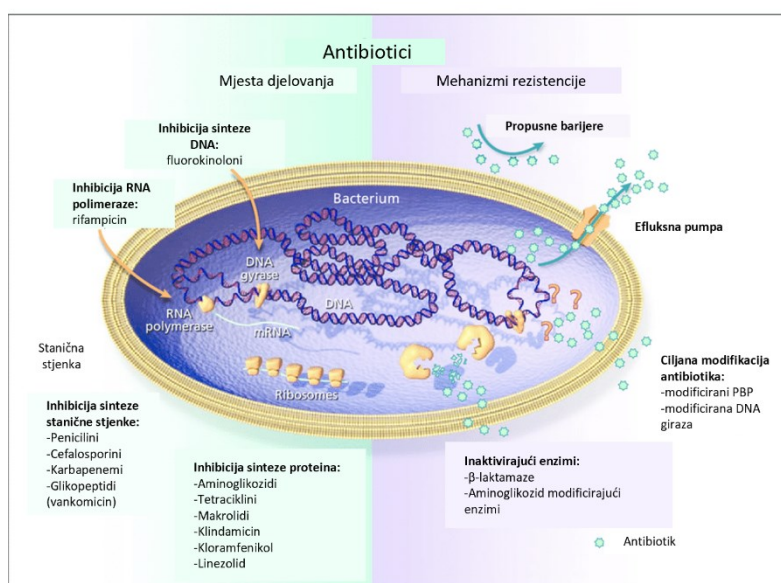 Antibiotici
Mjesta djelovanja
Mehanizmi rezistencije
Inhibicija sinteze
DNA:
fluorokinoloni
Inhibicija RNA
polimeraze:
rifampicin
Propusne barijere
Bacterium
Efluksna pumpa
DNA
gyrase
RNA
polymerase
DNA
mRNA
Ribosomes
? ?
?
Stanična
stjenka
Inhibicija sinteze
stanične stjenke:
-Penicilini
-Cefalosporini
-Karbapenemi
-Glikopeptidi
(vankomicin)
Inhibicija sinteze proteina:
-Aminoglikozidi
-Tetraciklini
-Makrolidi
-Klindamicin
-Kloramfenikol
-Linezolid
Ciljana modifikacija
antibiotika:
-modificirani PBP
-modificirana DNA
giraza
Inaktivirajući enzimi:
-β-laktamaze
-Aminoglikozid modificirajući
enzimi
Antibiotik